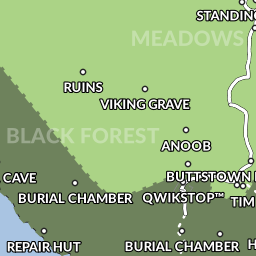 STANDING
MEADOWS
RUINS
VIKING GRAVE
BLACK FOREST
ANOOB
BUTTSTOWN
CAVE
BURIAL CHAMBER
QWIKSTOP™
TIM
REPAIR HUT
BURIAL CHAMBER
H